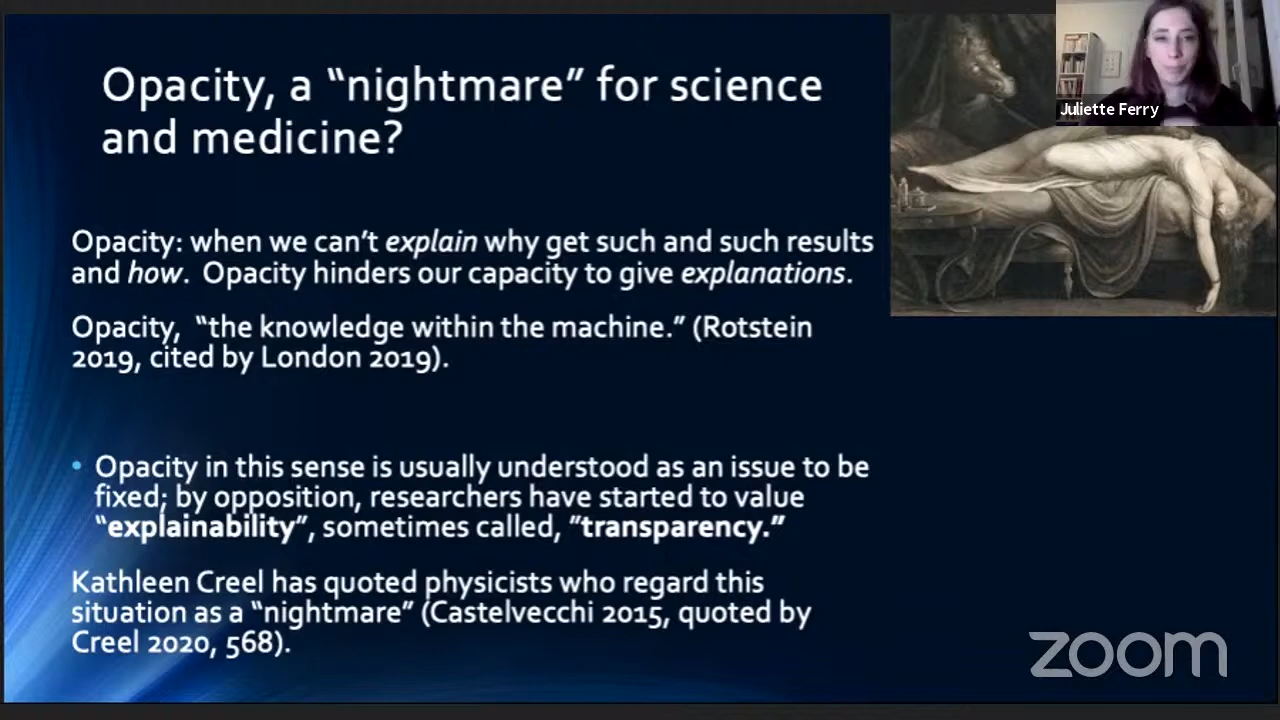 Opacity, a “nightmare” for science
and medicine?
Juliette Ferry
Opacity: when we can’t explain why get such and such results
and how. Opacity hinders our capacity to give explanations.
Opacity, “the knowledge within the machine.” (Rotstein
2019, cited by London 2019).
• Opacity in this sense is usually understood as an issue to be
fixed; by opposition, researchers have started to value
“explainability”, sometimes called, ”transparency.”
Kathleen Creel has quoted physicists who regard this
situation as a “nightmare” (Castelvecchi 2015, quoted by
Creel 2020, 568).
zoom